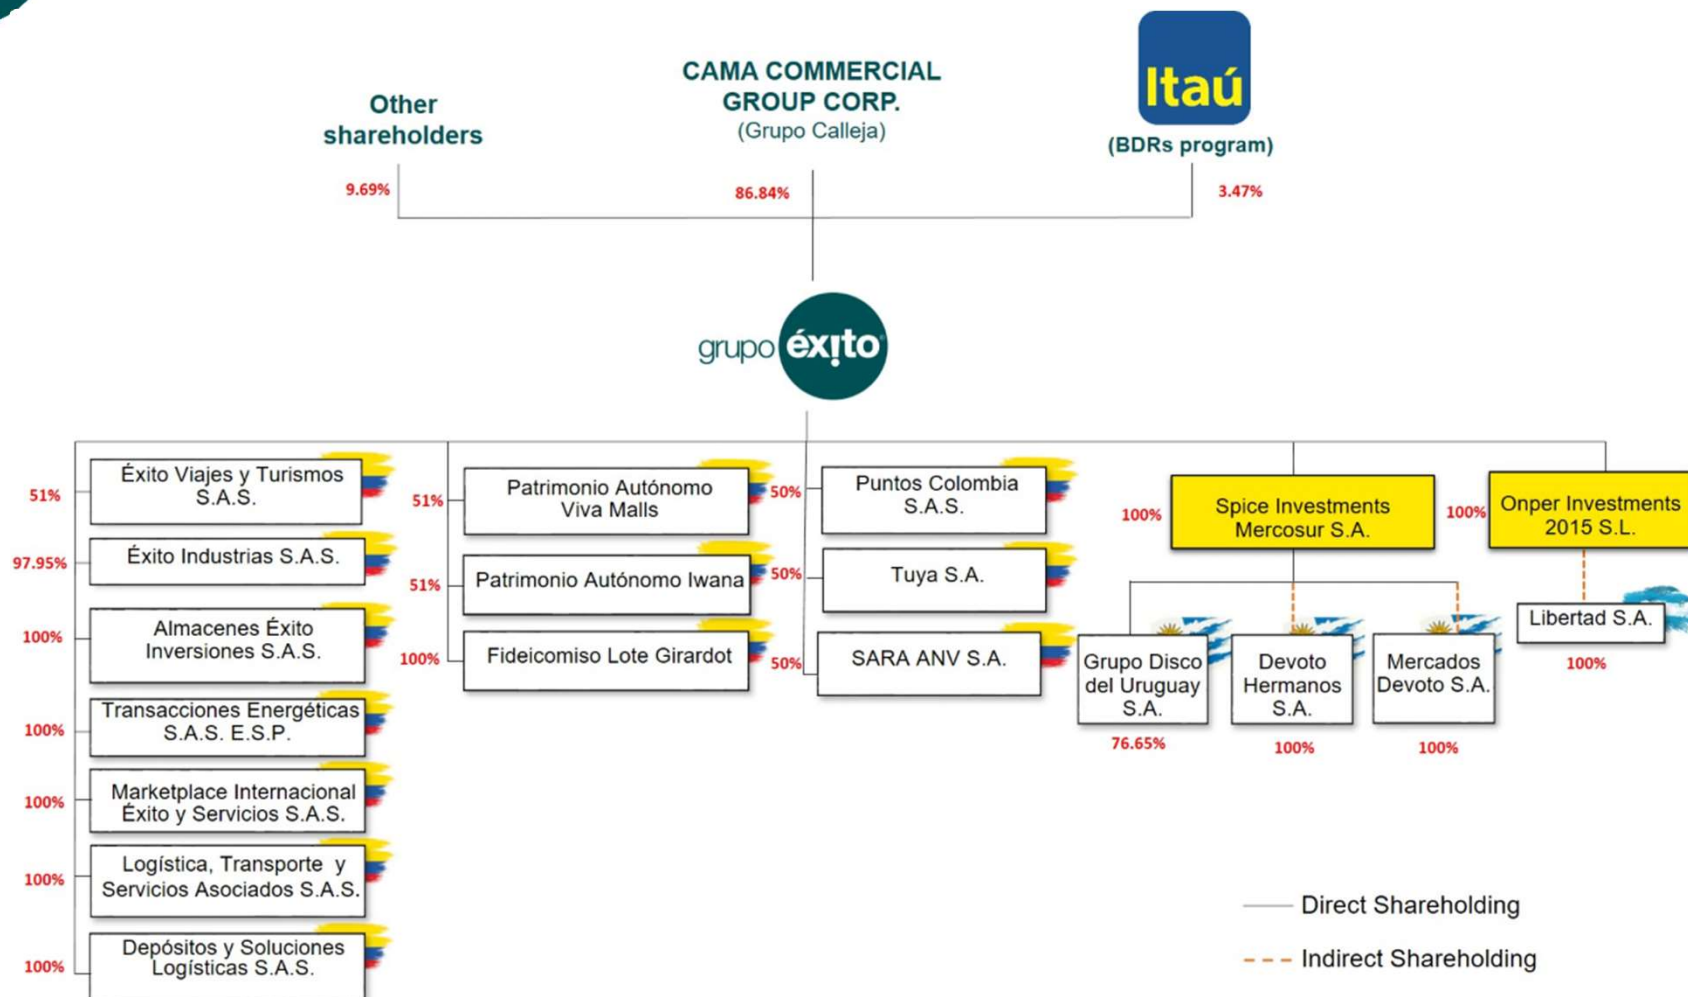 Other
shareholders
9.69%
CAMA COMMERCIAL
GROUP CORP.
(Grupo Calleja)
86.84%
Itaú
(BDRs program)
3.47%
grupo éxito
51%
Éxito Viajes y Turismos
S.A.S.
97.95%
Éxito Industrias S.A.S.
100%
Almacenes Éxito
Inversiones S.A.S.
100%
Transacciones Energéticas
S.A.S. E.S.P.
100%
Marketplace Internacional
Éxito y Servicios S.A.S.
100%
Logística, Transporte y
Servicios Asociados S.A.S.
100%
Depósitos y Soluciones
Logísticas S.A.S.
51%
Patrimonio Autónomo
Viva Malls
51%
Patrimonio Autónomo Iwana
100%
Fideicomiso Lote Girardot
50%
Puntos Colombia
S.A.S.
50%
Tuya S.A.
50%
SARA ANV S.A.
100%
Spice Investments
Mercosur S.A.
Grupo Disco
del Uruguay
S.A.
76.65%
Devoto
Hermanos
S.A.
100%
Mercados
Devoto S.A.
100%
100%
Onper Investments
2015 S.L.
Libertad S.A.
100%
Direct Shareholding
Indirect Shareholding